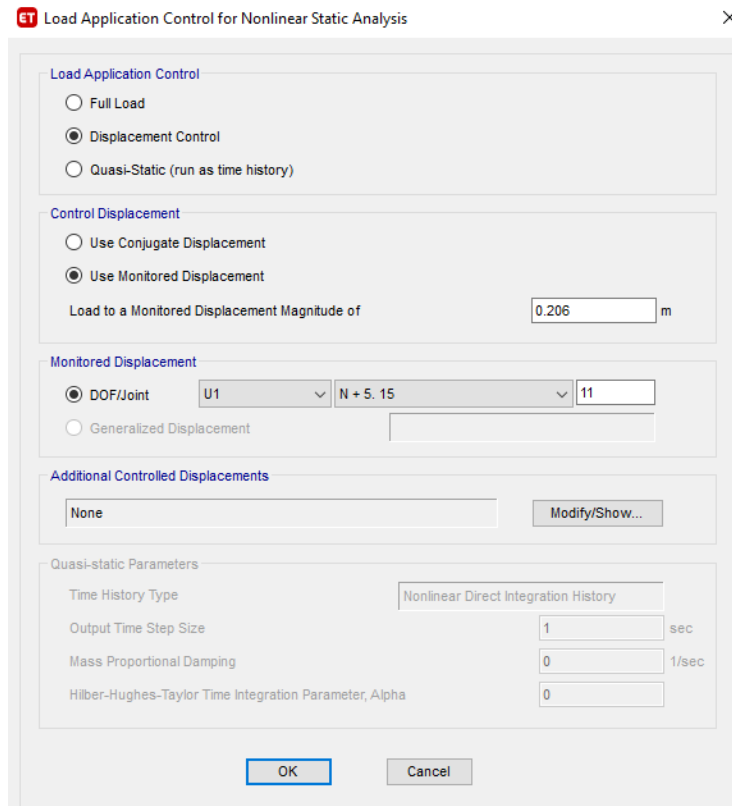 ET Load Application Control for Nonlinear Static Analysis
Load Application Control
Full Load
Displacement Control
Quasi-Static (run as time history)
Control Displacement
Use Conjugate Displacement
Use Monitored Displacement
Load to a Monitored Displacement Magnitude of 0.206 m
Monitored Displacement
DOF/Joint U1 N + 5. 15 11
Generalized Displacement
Additional Controlled Displacements
None Modify/Show...
Quasi-static Parameters
Time History Type Nonlinear Direct Integration History
Output Time Step Size 1 sec
Mass Proportional Damping 0 1/sec
Hilber-Hughes-Taylor Time Integration Parameter, Alpha 0
OK Cancel